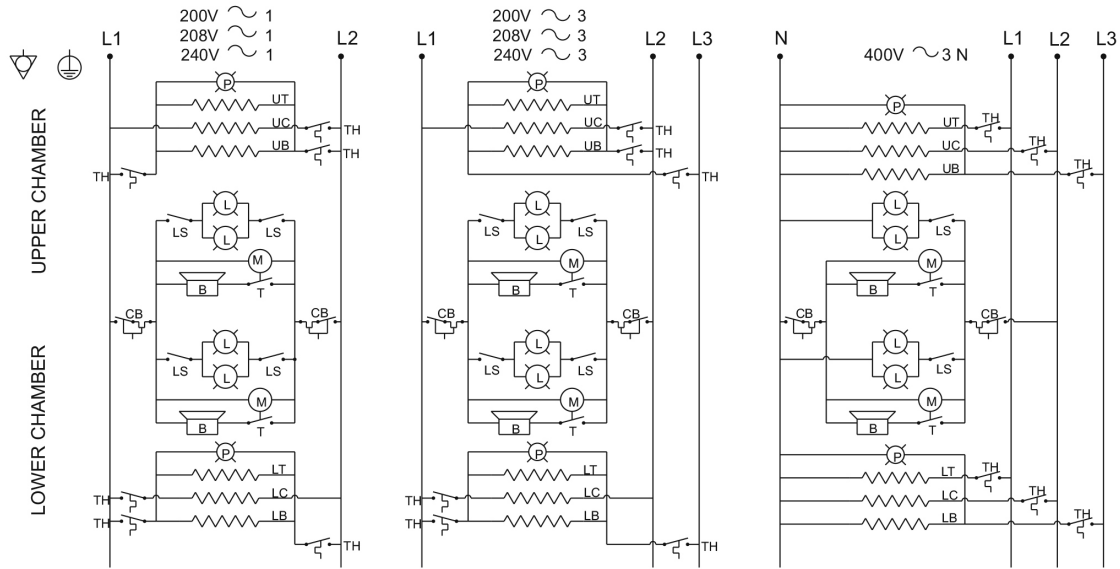 200V 1
208V 1
240V 1
L1
L2
UPPER CHAMBER
LOWER CHAMBER
P
UT
UC
TH
UB
TH
TH
L
LS
LS
L
M
B
T
CB
CB
L
LS
LS
L
M
B
T
P
LT
TH
LC
TH
LB
TH
200V 3
208V 3
240V 3
L1
L2
L3
P
UT
UC
TH
UB
TH
TH
L
LS
LS
L
M
B
T
CB
CB
L
LS
LS
L
M
B
T
P
LT
TH
LC
TH
LB
TH
400V 3 N
N
L1
L2
L3
P
UT
TH
UC
TH
UB
TH
L
L
LS
M
B
T
CB
CB
L
L
LS
M
B
T
P
LT
TH
LC
TH
LB
TH